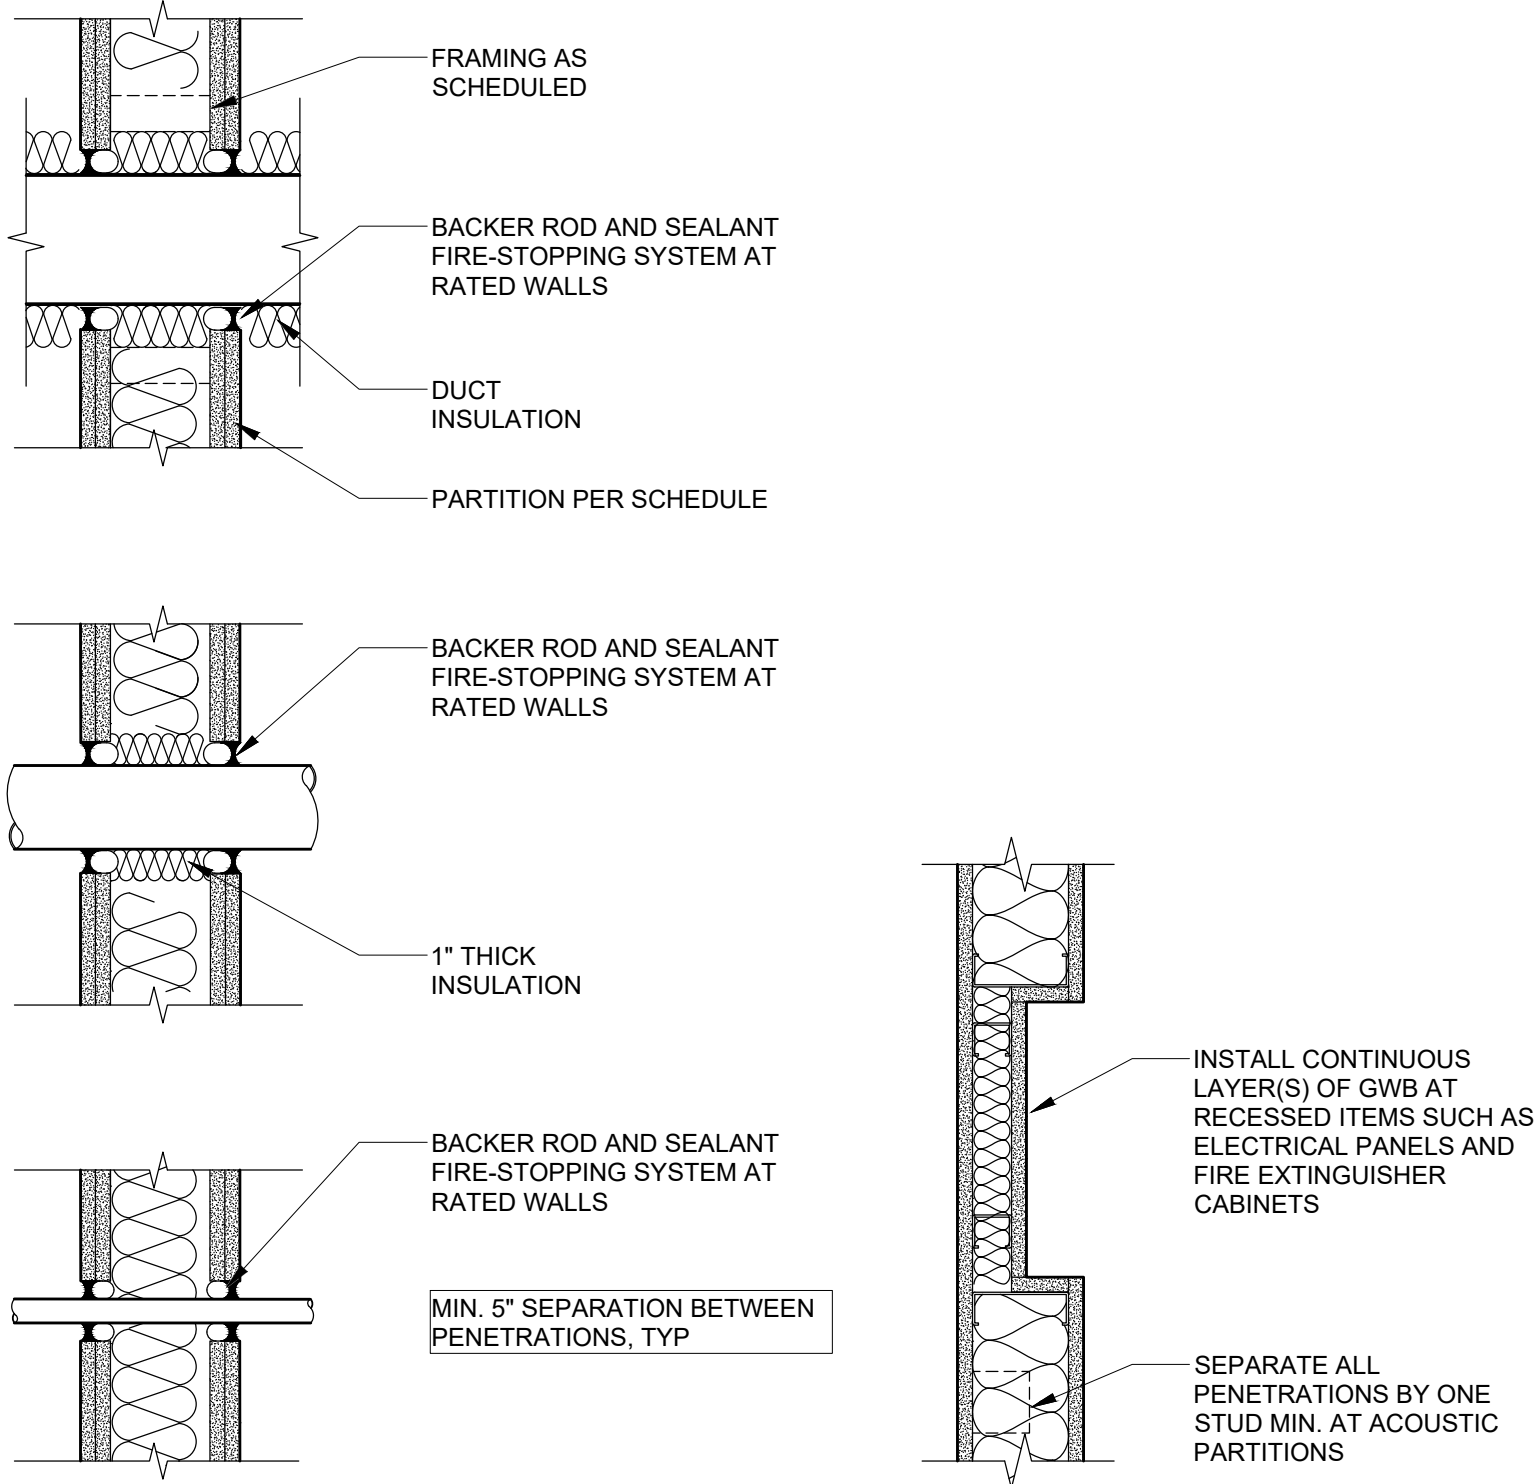 FRAMING AS
SCHEDULED
BACKER ROD AND SEALANT
FIRE-STOPPING SYSTEM AT
RATED WALLS
DUCT
INSULATION
PARTITION PER SCHEDULE
BACKER ROD AND SEALANT
FIRE-STOPPING SYSTEM AT
RATED WALLS
1" THICK
INSULATION
BACKER ROD AND SEALANT
FIRE-STOPPING SYSTEM AT
RATED WALLS
MIN. 5" SEPARATION BETWEEN
PENETRATIONS, TYP
INSTALL CONTINUOUS
LAYER(S) OF GWB AT
RECESSED ITEMS SUCH AS
ELECTRICAL PANELS AND
FIRE EXTINGUISHER
CABINETS
SEPARATE ALL
PENETRATIONS BY ONE
STUD MIN. AT ACOUSTIC
PARTITIONS